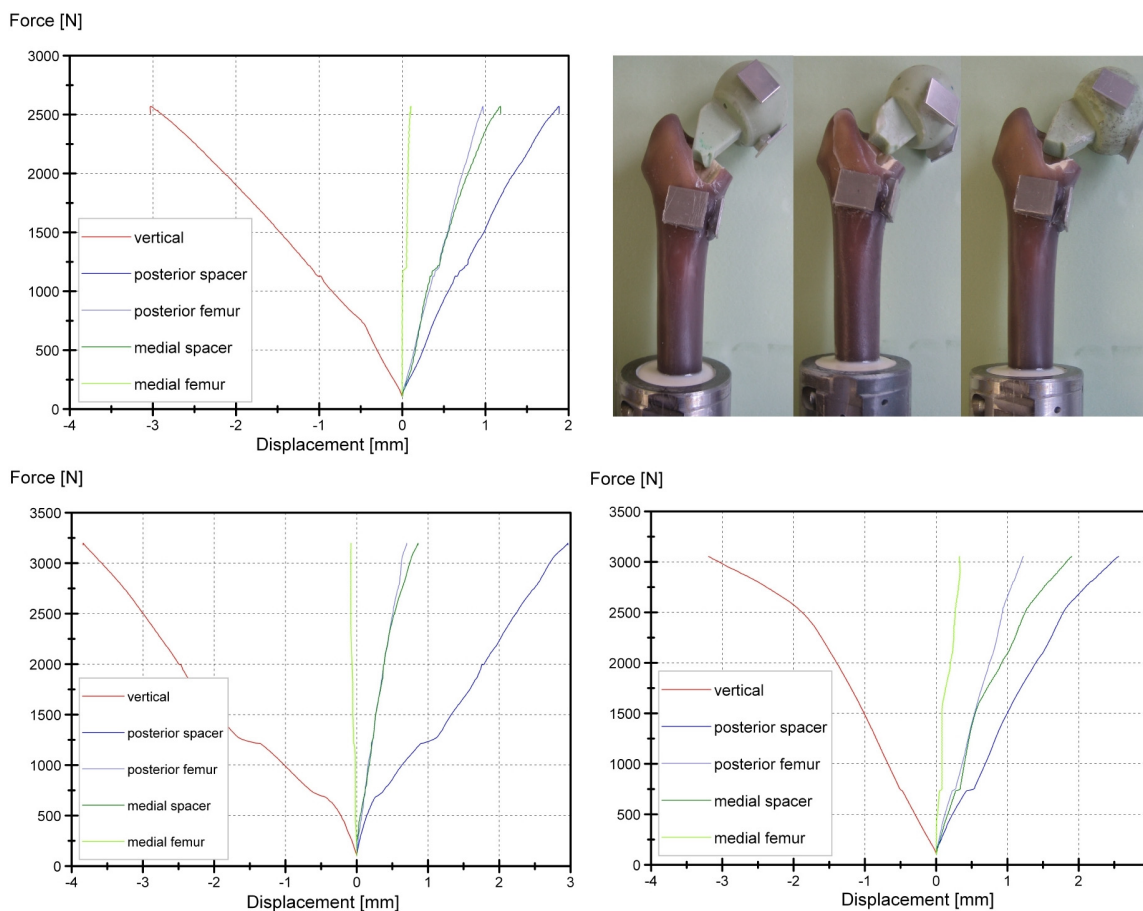 Force [N]
3000
2500
2000
1500
1000
500
0
vertical
posterior spacer
posterior femur
medial spacer
medial femur
-4 -3 -2 -1 0 1 2
Displacement [mm]
Force [N]
3500
3000
2500
2000
1500
1000
500
0
vertical
posterior spacer
posterior femur
medial spacer
medial femur
-4 -3 -2 -1 0 1 2 3
Displacement [mm]
Force [N]
3500
3000
2500
2000
1500
1000
500
0
vertical
posterior spacer
posterior femur
medial spacer
medial femur
-4 -3 -2 -1 0 1 2
Displacement [mm]